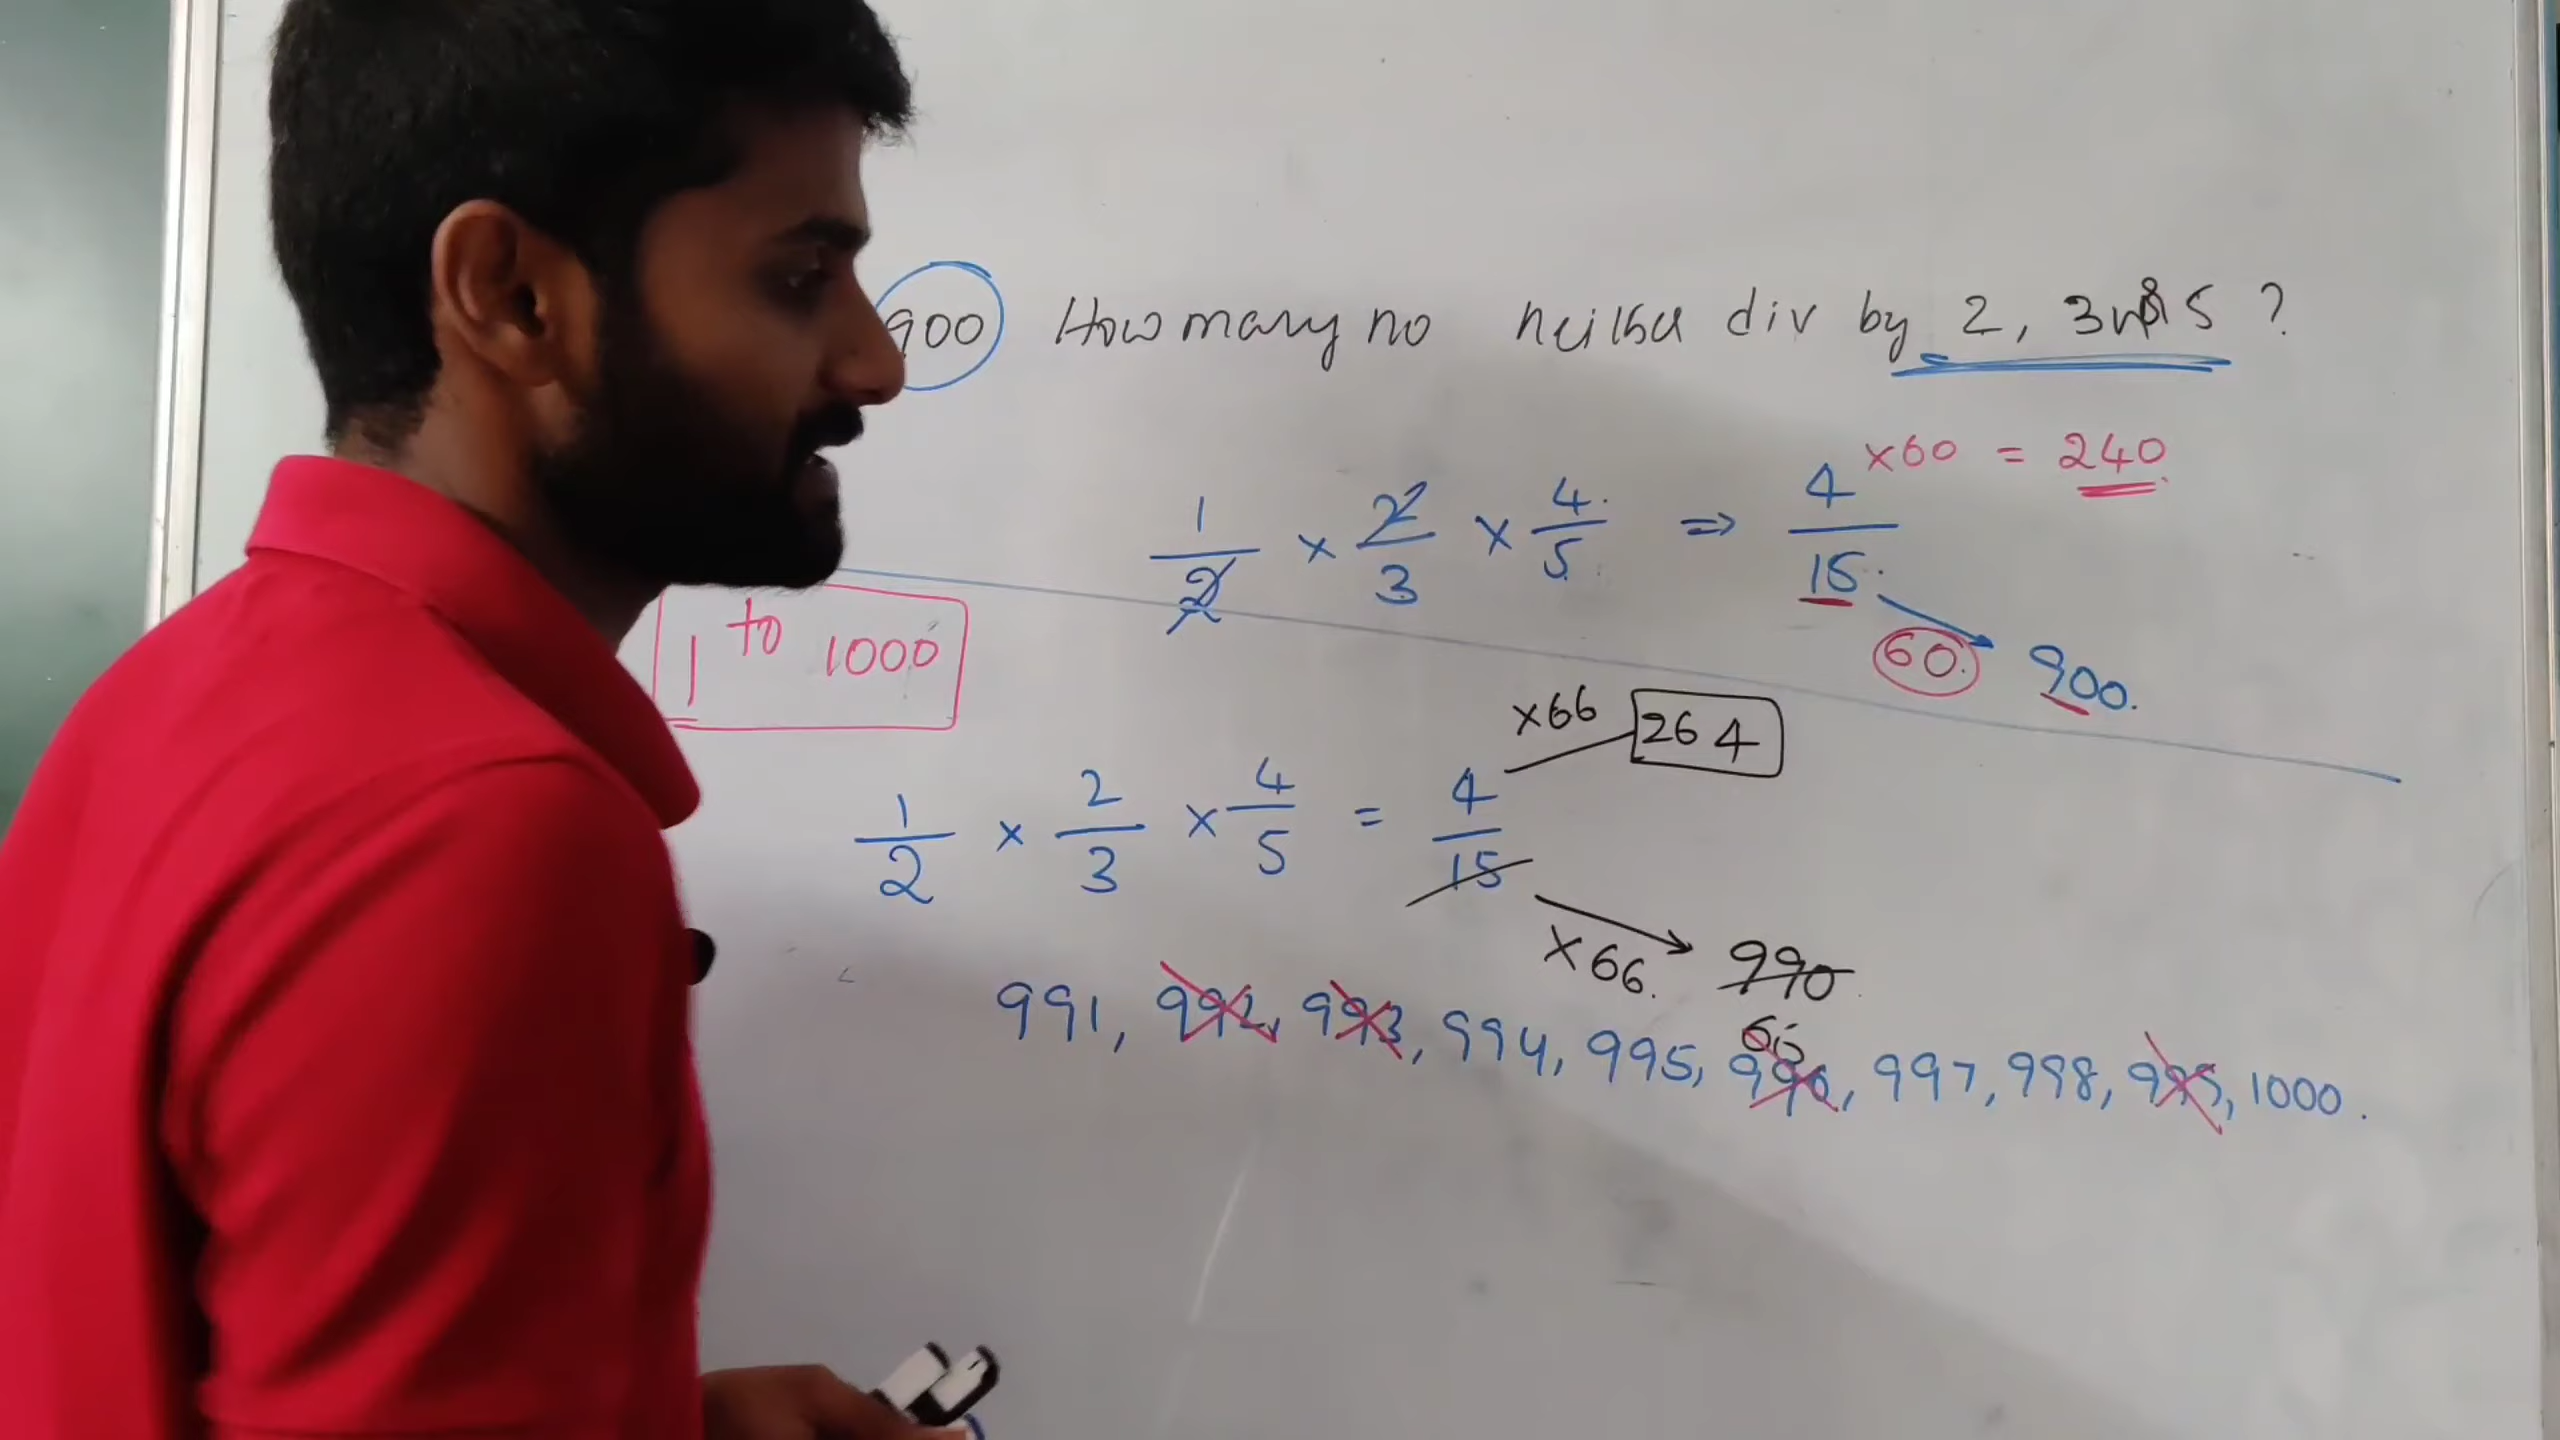 900 How many no neither div by 2, 3 & 5 ?
1/2 × 2/3 × 4/5 ⇒ 4/15 ×60 = 240
60. 900.
1 to 1000
×66 264
1/2 × 2/3 × 4/5 = 4/15
×66. 990.
991, 992, 993, 994, 995, 996, 997, 998, 999, 1000.